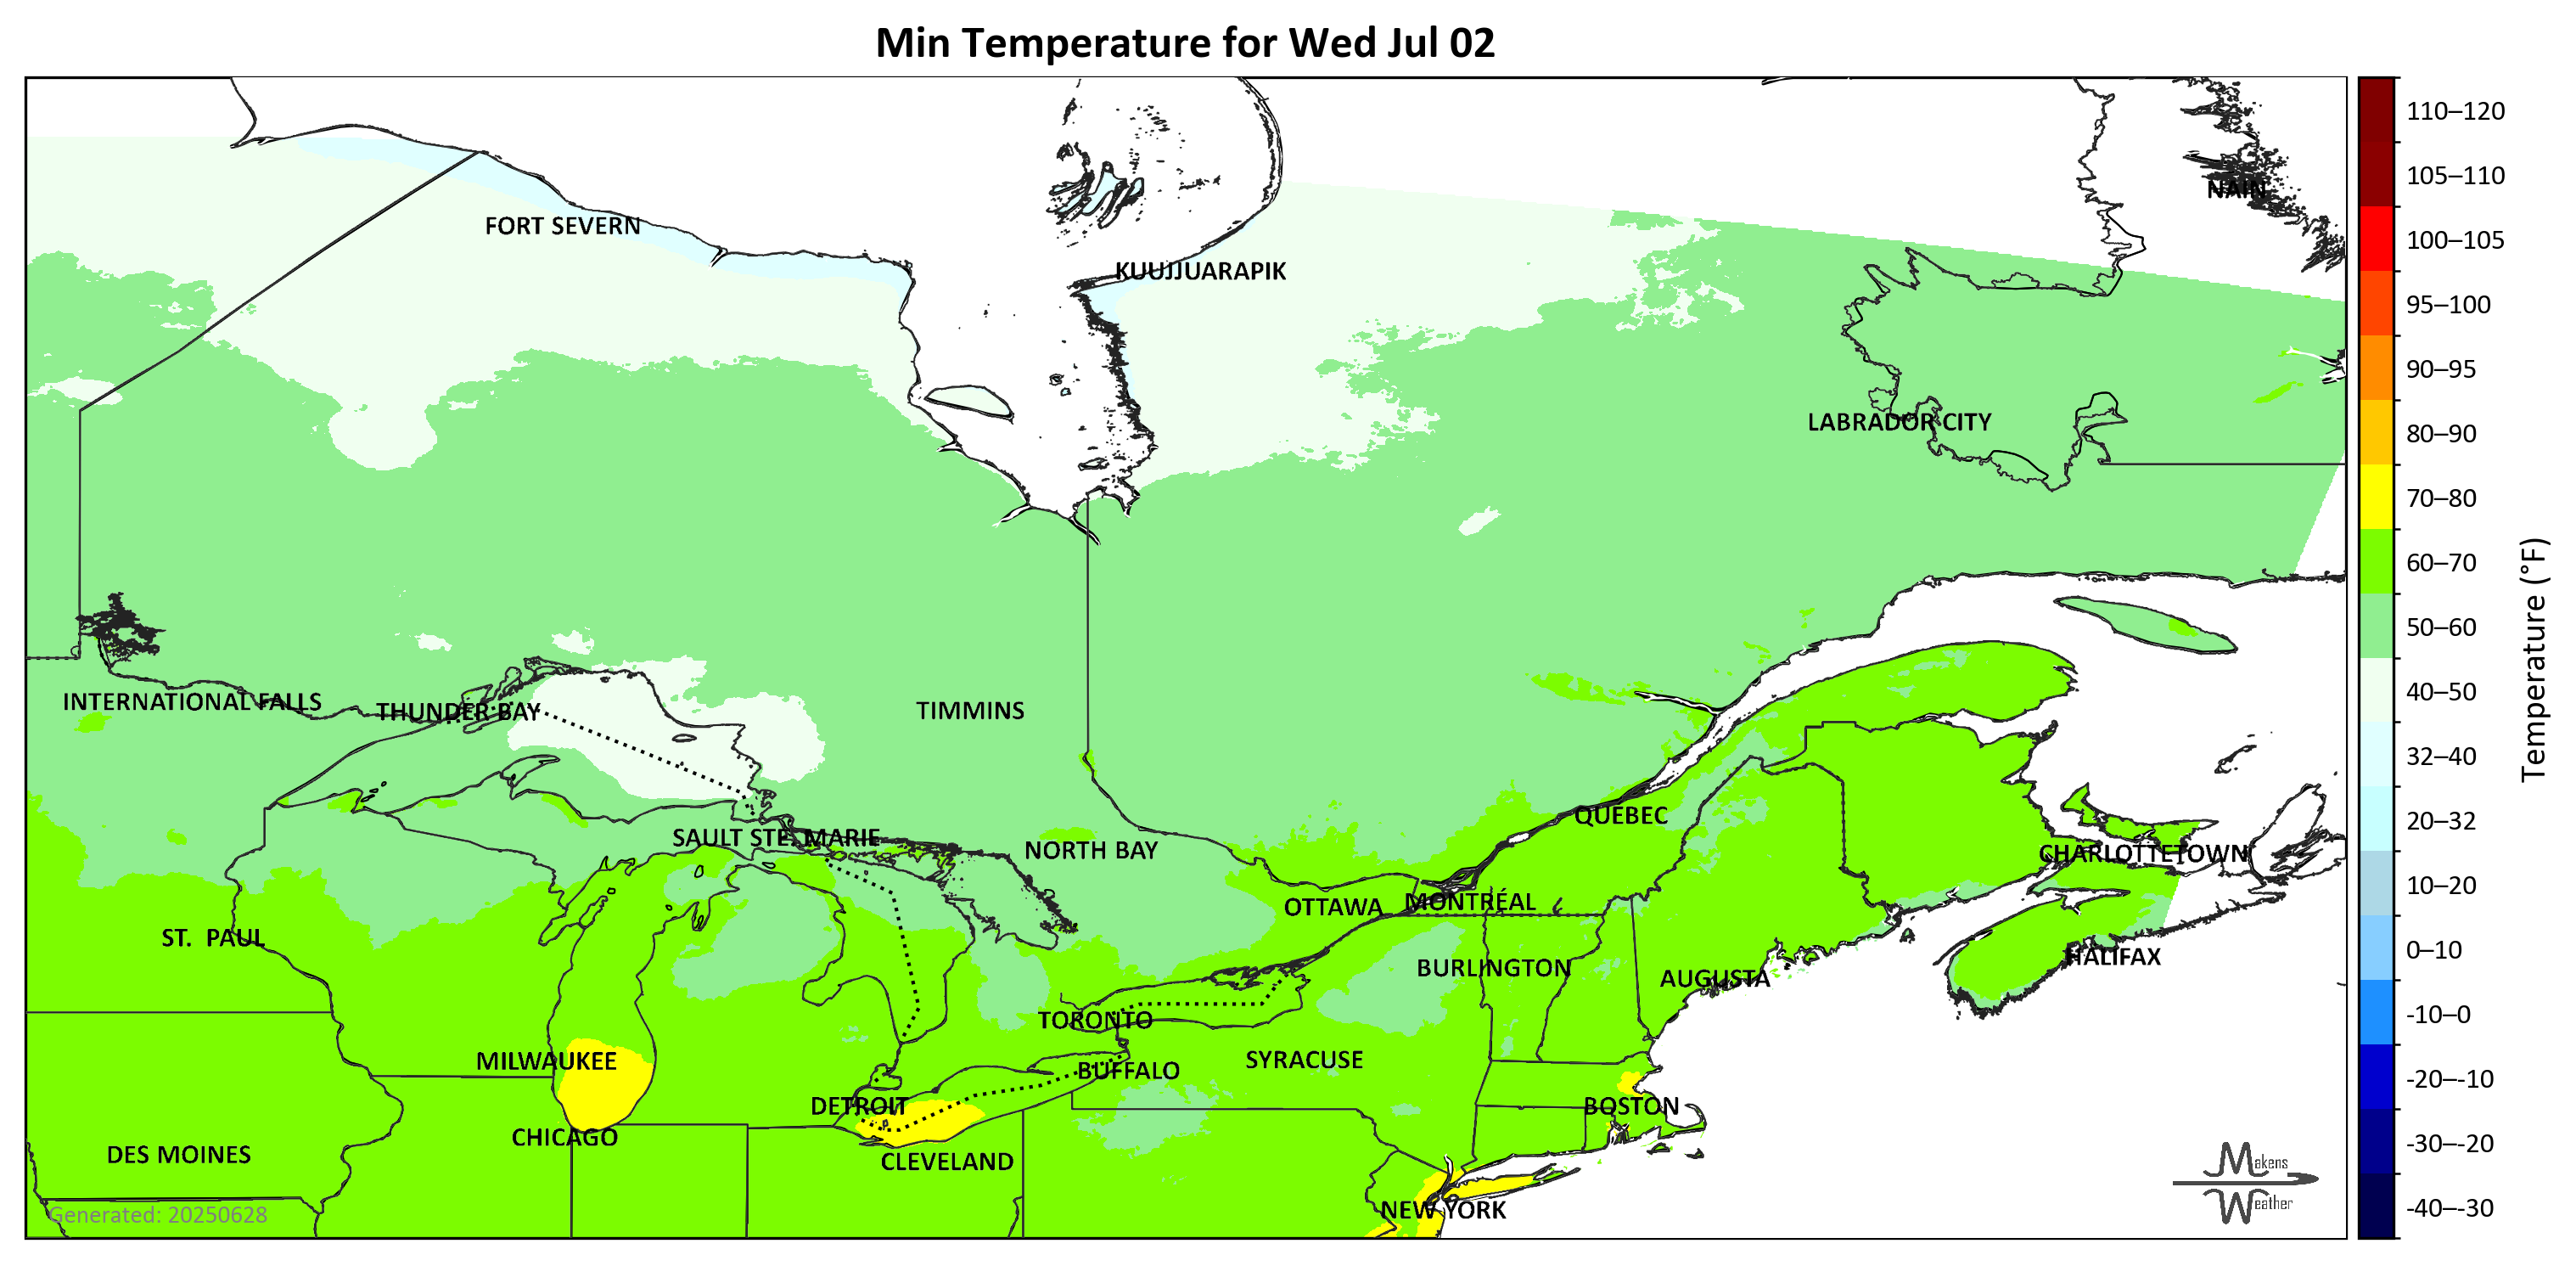 Min Temperature for Wed Jul 02
NAIN
FORT SEVERN
KUUJJUARAPIK
LABRADOR CITY
INTERNATIONAL FALLS
THUNDER BAY
TIMMINS
QUÉBEC
SAULT STE. MARIE
NORTH BAY
CHARLOTTETOWN
OTTAWA
MONTRÉAL
ST. PAUL
HALIFAX
BURLINGTON
AUGUSTA
TORONTO
MILWAUKEE
BUFFALO
SYRACUSE
DETROIT
BOSTON
CHICAGO
DES MOINES
CLEVELAND
NEW YORK
Generated: 20250628
Makens
Weather
110–120
105–110
100–105
95–100
90–95
80–90
70–80
60–70
50–60
40–50
32–40
20–32
10–20
0–10
-10–0
-20–-10
-30–-20
-40–-30
Temperature (°F)